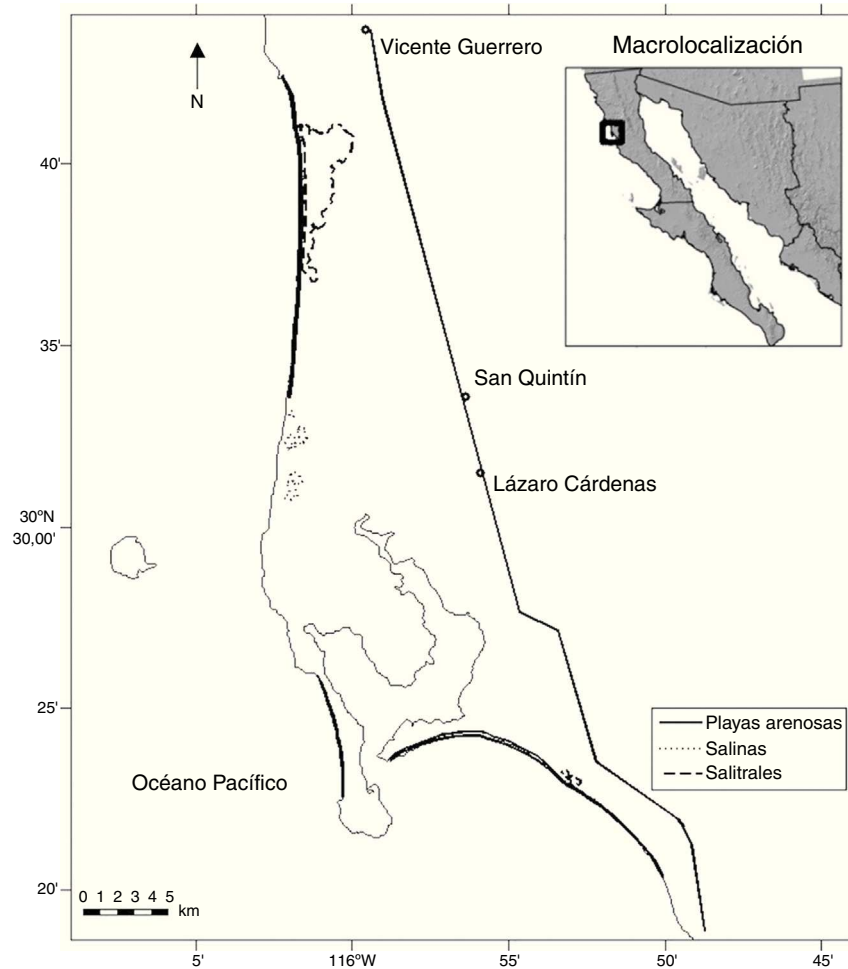 Vicente Guerrero
Macrolocalización
N
40'
35'
San Quintín
Lázaro Cárdenas
30ºN
30,00'
25'
Playas arenosas
Salinas
Salitrales
Océano Pacífico
20'
0 1 2 3 4 5
km
5'
116ºW
55'
50'
45'